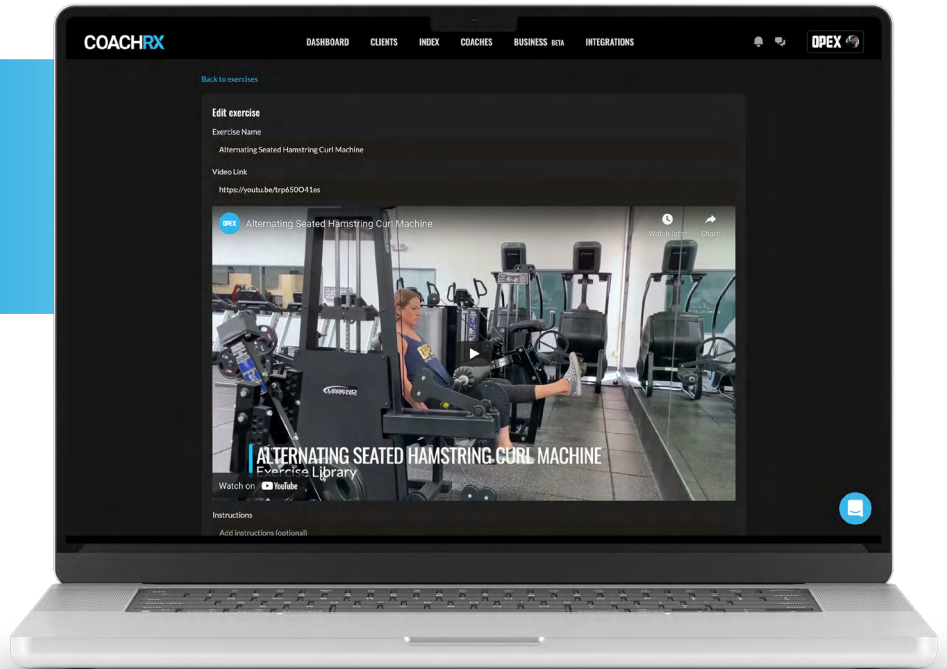 COACHRX
DASHBOARD CLIENTS INDEX COACHES BUSINESS BETA INTEGRATIONS
OPEX
Back to exercises
Edit exercise
Exercise Name
Alternating Seated Hamstring Curl Machine
Video Link
https://youtu.be/trp650O41es
OPEX Alternating Seated Hamstring Curl Machine
Watch later Share
LEGEND
ALTERNATING SEATED HAMSTRING CURL MACHINE
Exercise Library
Watch on YouTube
Instructions
Add instructions (optional)